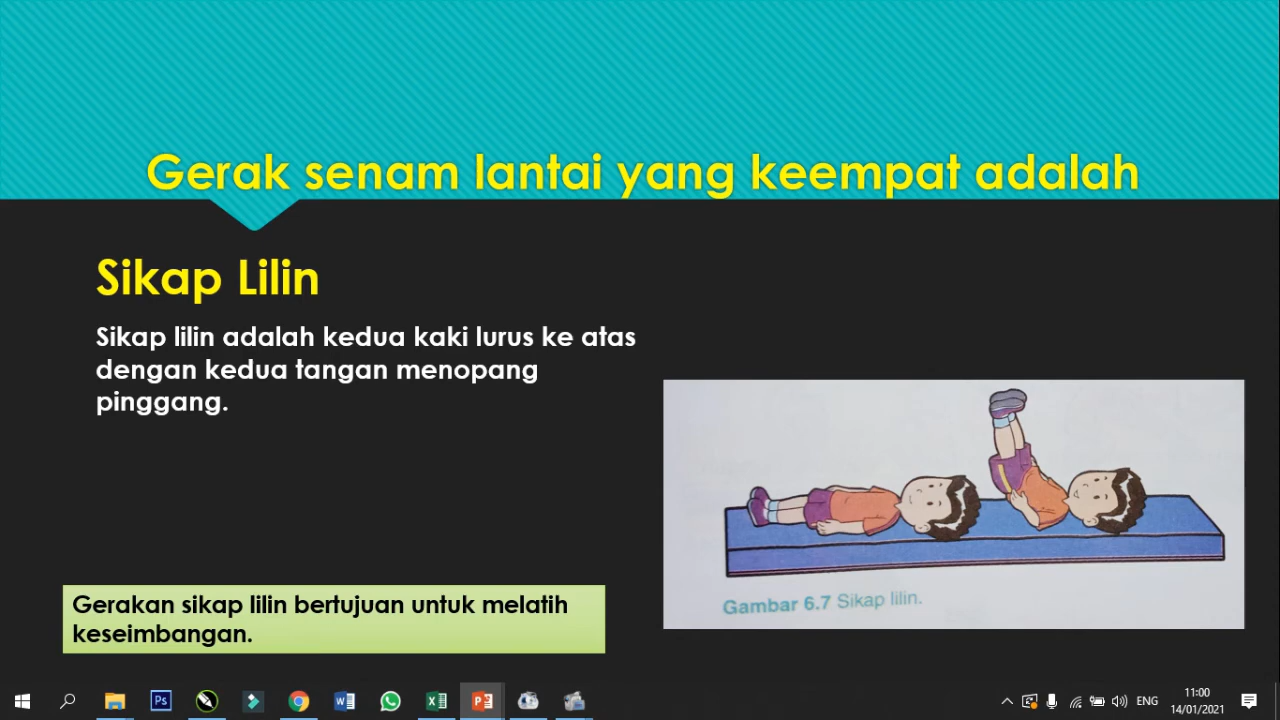 Gerak senam lantai yang keempat adalah
Sikap Lilin
Sikap lilin adalah kedua kaki lurus ke atas
dengan kedua tangan menopang
pinggang.
Gambar 6.7 Sikap lilin.
Gerakan sikap lilin bertujuan untuk melatih
keseimbangan.
Ps
ENG
11:00
14/01/2021